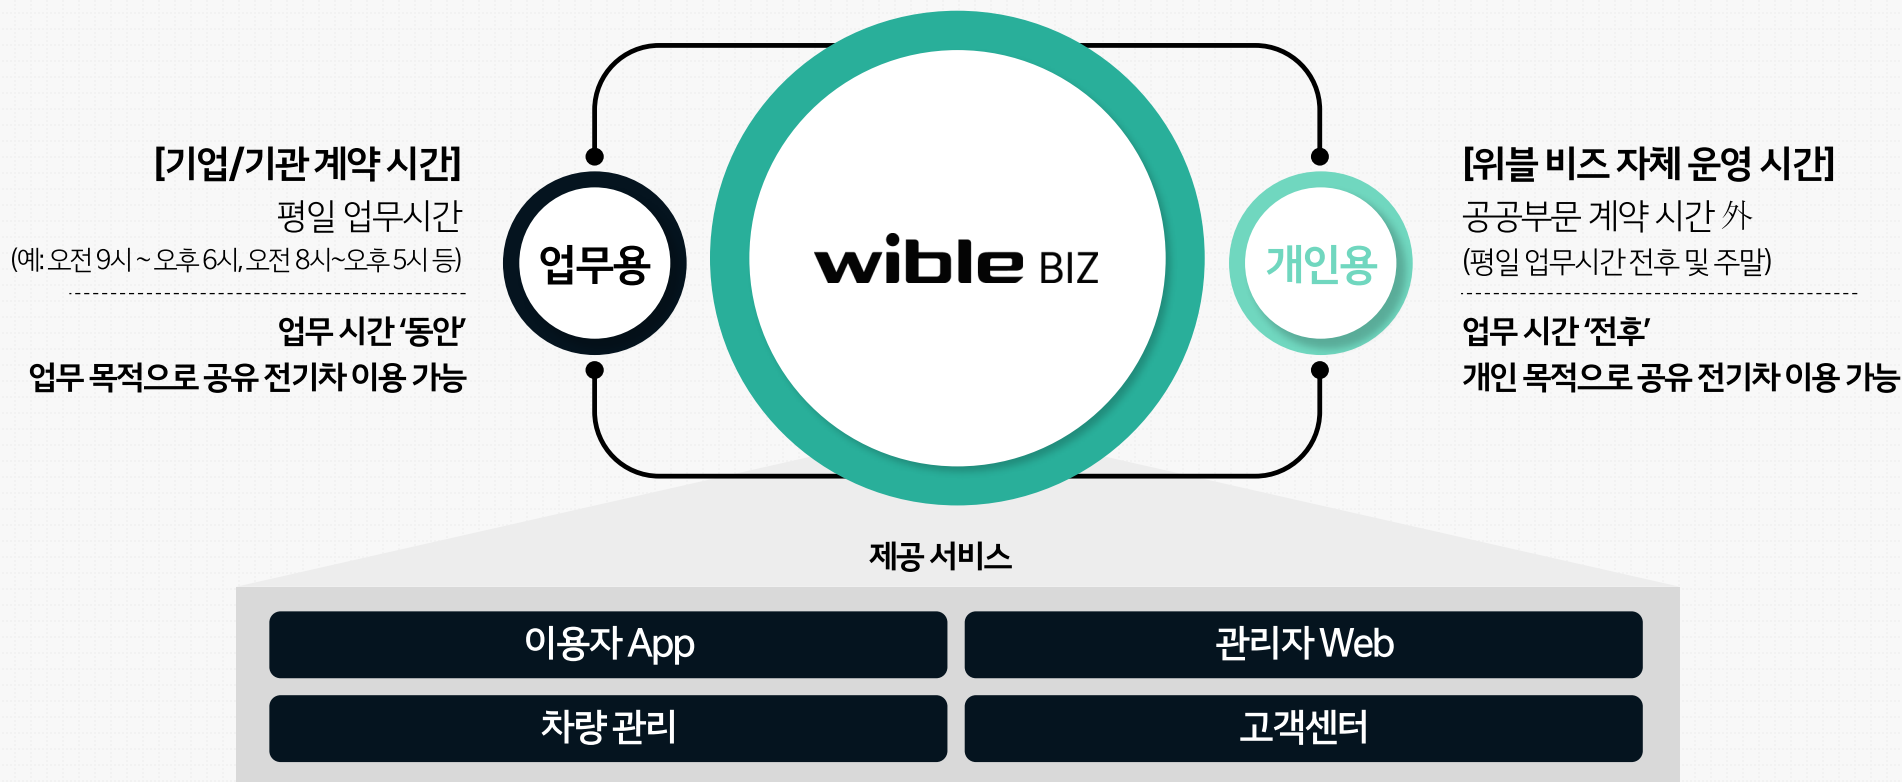 [기업/기관 계약 시간]
평일 업무시간
(예: 오전 9시 ~ 오후 6시, 오전 8시~오후 5시 등)
업무 시간 ‘동안’
업무 목적으로 공유 전기차 이용 가능
업무용
wible BIZ
개인용
[위블 비즈 자체 운영 시간]
공공부문 계약 시간 外
(평일 업무시간 전후 및 주말)
업무 시간 ‘전후’
개인 목적으로 공유 전기차 이용 가능
제공 서비스
이용자 App
관리자 Web
차량 관리
고객센터